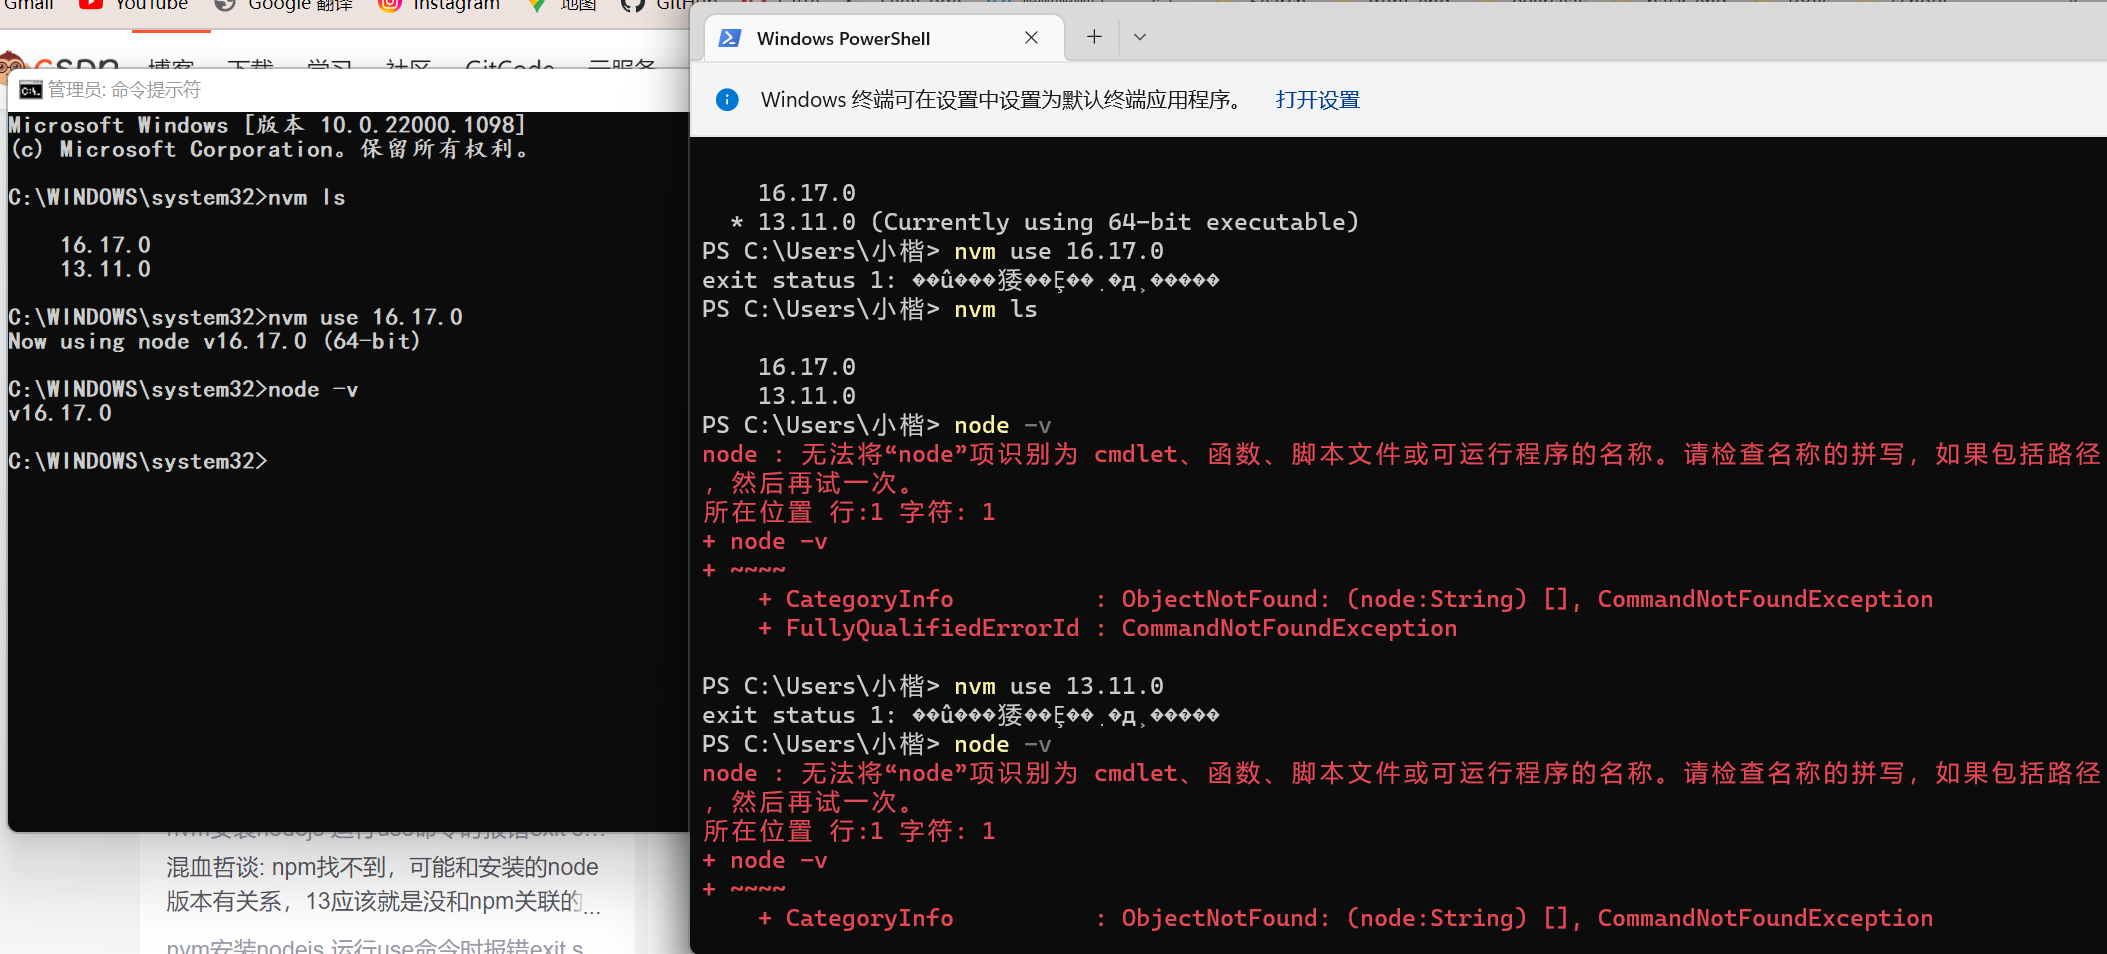 Gmail
YouTube
Google 翻译
Instagram
地图
博客
下载
学习
社区
GitCode
云服务
管理员: 命令提示符
Microsoft Windows [版本 10.0.22000.1098]
(c) Microsoft Corporation。保留所有权利。
C:\WINDOWS\system32>nvm ls
16.17.0
13.11.0
C:\WINDOWS\system32>nvm use 16.17.0
Now using node v16.17.0 (64-bit)
C:\WINDOWS\system32>node -v
v16.17.0
C:\WINDOWS\system32>
混血哲谈: npm找不到，可能和安装的node
版本有关系，13应该就是没和npm关联的...
nvm安装nodejs 运行use命令时报错exit s
Windows PowerShell
Windows 终端可在设置中设置为默认终端应用程序。 打开设置
16.17.0
* 13.11.0 (Currently using 64-bit executable)
PS C:\Users\小楷> nvm use 16.17.0
exit status 1: ��û���㑊��Ȩ�� ִ�д˲�����
PS C:\Users\小楷> nvm ls
16.17.0
13.11.0
PS C:\Users\小楷> node -v
node : 无法将“node”项识别为 cmdlet、函数、脚本文件或可运行程序的名称。请检查名称的拼写，如果包括路径
，然后再试一次。
所在位置 行:1 字符: 1
+ node -v
+ ~~~~
+ CategoryInfo : ObjectNotFound: (node:String) [], CommandNotFoundException
+ FullyQualifiedErrorId : CommandNotFoundException
PS C:\Users\小楷> nvm use 13.11.0
exit status 1:
PS C:\Users\小楷> node -v
node : 无法将“node”项识别为 cmdlet、函数、脚本文件或可运行程序的名称。请检查名称的拼写，如果包括路径
，然后再试一次。
所在位置 行:1 字符: 1
+ node -v
+ ~~~~
+ CategoryInfo : ObjectNotFound: (node:String) [], CommandNotFoundException